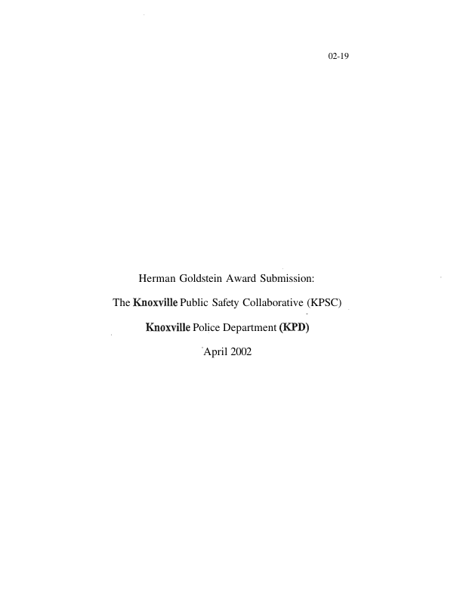 02-19
Herman Goldstein Award Submission:
The Knoxville Public Safety Collaborative (KPSC)
Knoxville Police Department (KPD)
April 2002